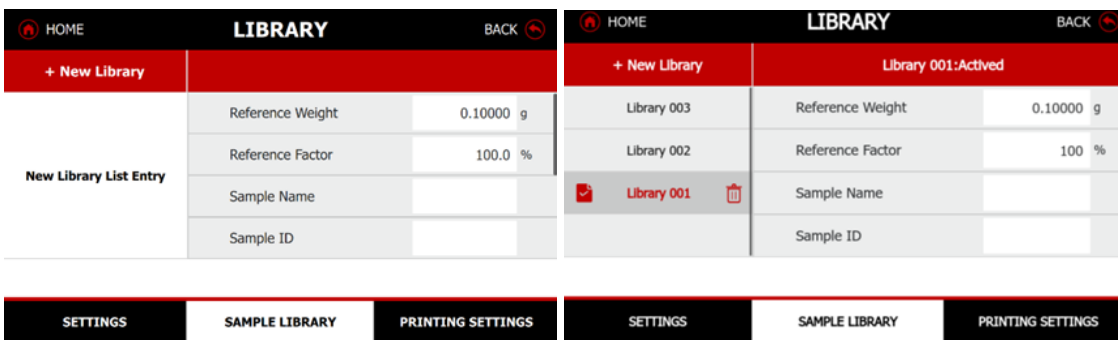 HOME LIBRARY BACK
+ New Library
Reference Weight 0.10000 g
Reference Factor 100.0 %
New Library List Entry
Sample Name
Sample ID
SETTINGS SAMPLE LIBRARY PRINTING SETTINGS
HOME LIBRARY BACK
+ New Library Library 001:Actived
Library 003 Reference Weight 0.10000 g
Library 002 Reference Factor 100 %
Library 001 Sample Name
Sample ID
SETTINGS SAMPLE LIBRARY PRINTING SETTINGS